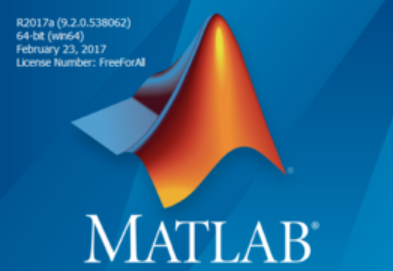 R2017a (9.2.0.538062)
64-bit (win64)
February 23, 2017
License Number: FreeForAll
MATLAB®